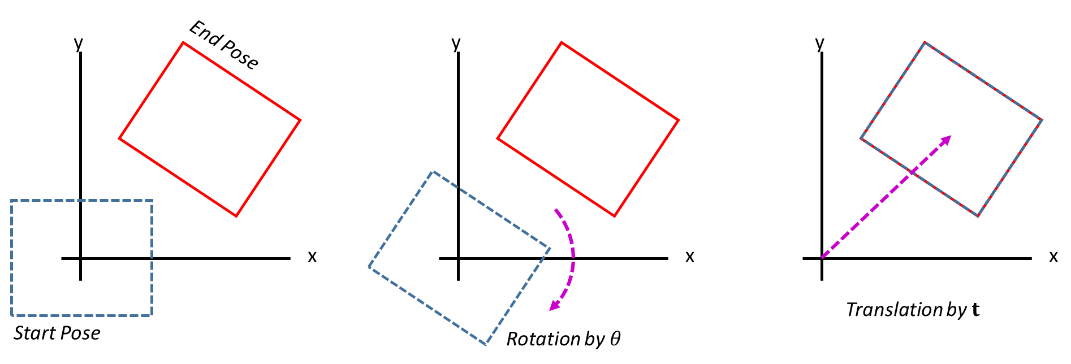 y
End Pose
x
Start Pose
y
x
Rotation by θ
y
x
Translation by t